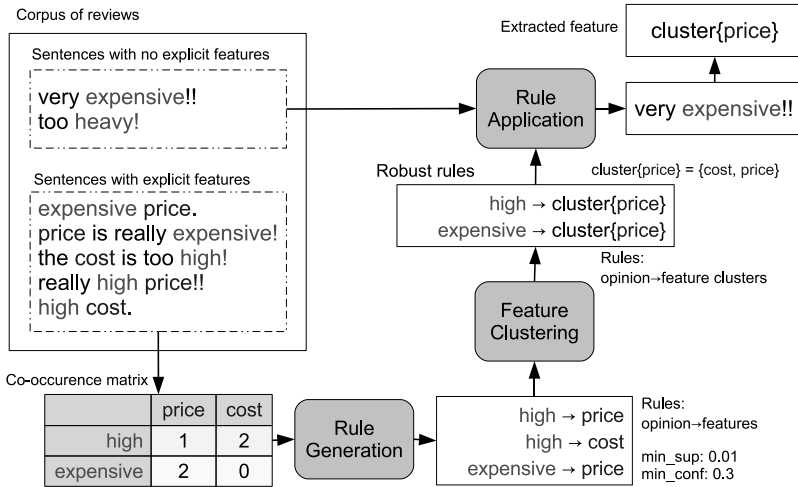 Corpus of reviews
Sentences with no explicit features
very expensive!!
too heavy!
Sentences with explicit features
expensive price.
price is really expensive!
the cost is too high!
really high price!!
high cost.
Co-occurence matrix
price cost
high 1 2
expensive 2 0
Rule
Generation
high → price
high → cost
expensive → price
Rules:
opinion→features
min_sup: 0.01
min_conf: 0.3
Feature
Clustering
Rules:
opinion→feature clusters
Robust rules
cluster{price} = {cost, price}
high → cluster{price}
expensive → cluster{price}
Rule
Application
very expensive!!
Extracted feature
cluster{price}